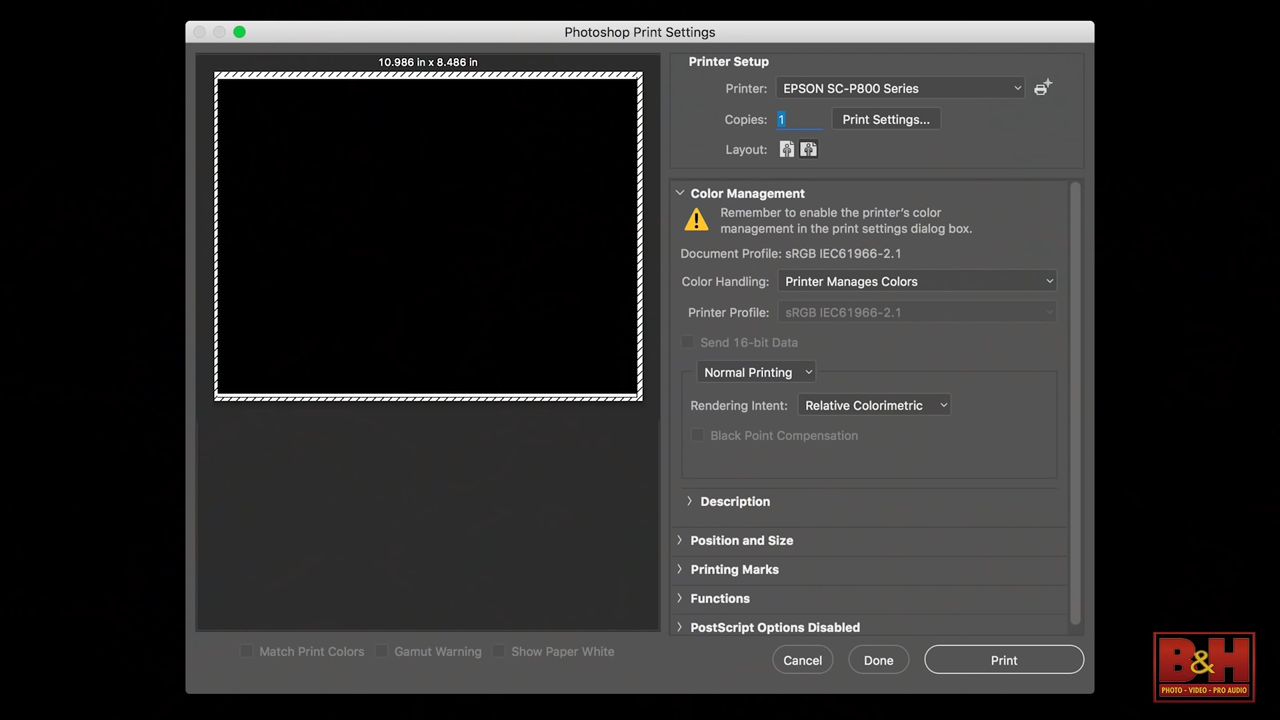 Photoshop Print Settings
10.986 in x 8.486 in
Printer Setup
Printer: EPSON SC-P800 Series
Copies: 1 Print Settings...
Layout:
Color Management
Remember to enable the printer's color
management in the print settings dialog box.
Document Profile: sRGB IEC61966-2.1
Color Handling: Printer Manages Colors
Printer Profile: sRGB IEC61966-2.1
Send 16-bit Data
Normal Printing
Rendering Intent: Relative Colorimetric
Black Point Compensation
Description
Position and Size
Printing Marks
Functions
PostScript Options Disabled
Match Print Colors Gamut Warning Show Paper White
Cancel Done Print
B&H
PHOTO - VIDEO - PRO AUDIO